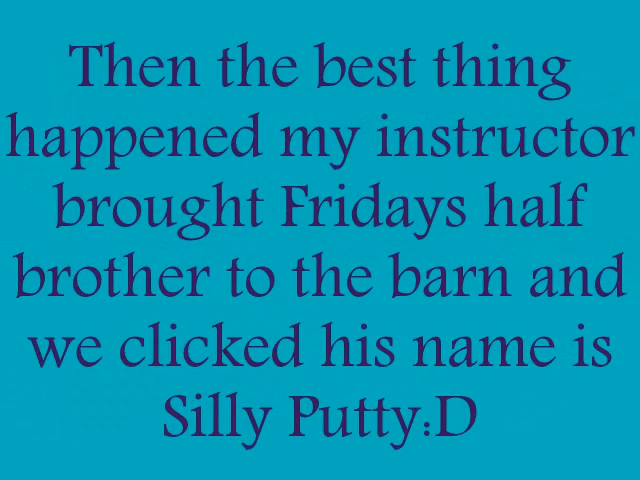 Then the best thing
happened my instructor
brought Fridays half
brother to the barn and
we clicked his name is
Silly Putty:D